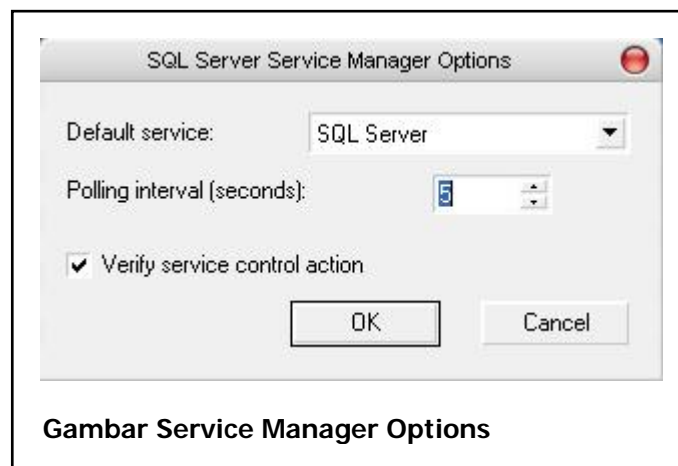 SQL Server Service Manager Options
Default service: SQL Server
Polling interval (seconds): 5
Verify service control action
OK Cancel
Gambar Service Manager Options